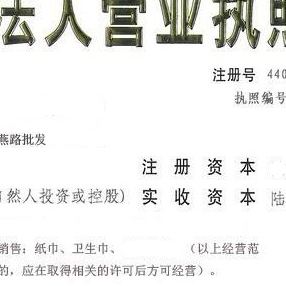 法人营业执照
注册号 440
执照编号
燕路批发
注册资本
自然人投资或控股) 实收资本 陆
销售：纸巾、卫生巾、 （以上经营范
的，应在取得相关的许可后方可经营）。